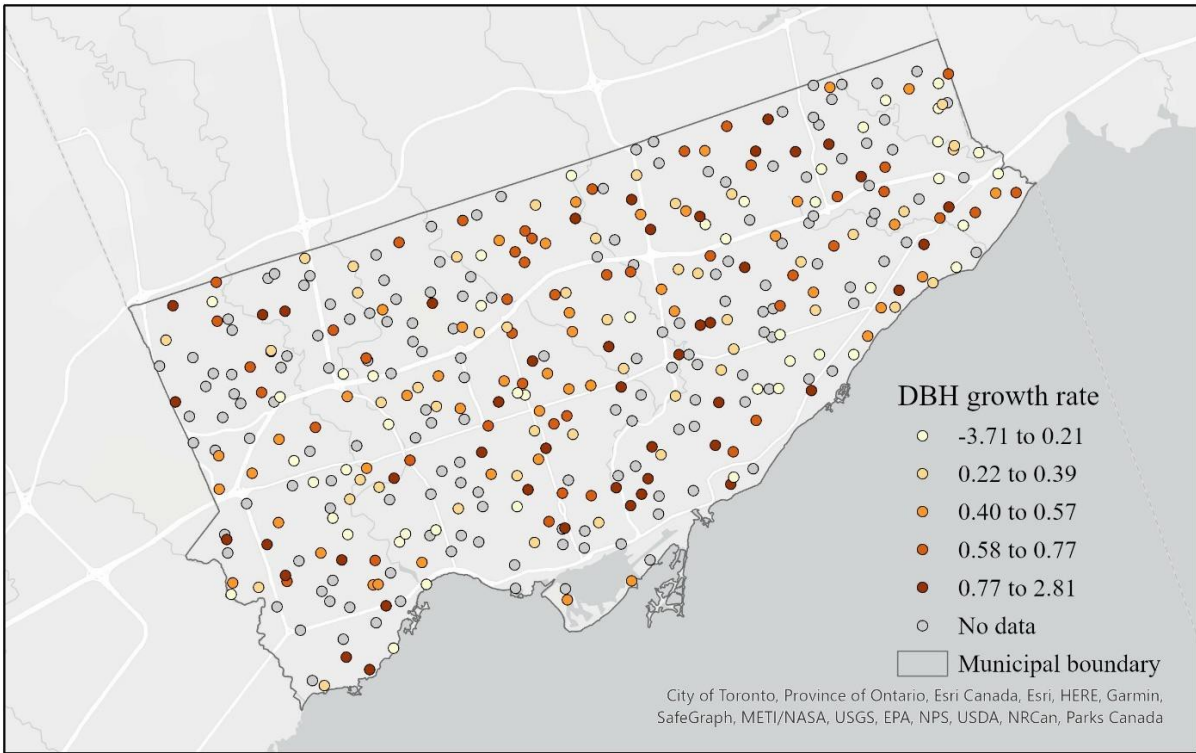 DBH growth rate
-3.71 to 0.21
0.22 to 0.39
0.40 to 0.57
0.58 to 0.77
0.77 to 2.81
No data
Municipal boundary
City of Toronto, Province of Ontario, Esri Canada, Esri, HERE, Garmin,
SafeGraph, METI/NASA, USGS, EPA, NPS, USDA, NRCan, Parks Canada